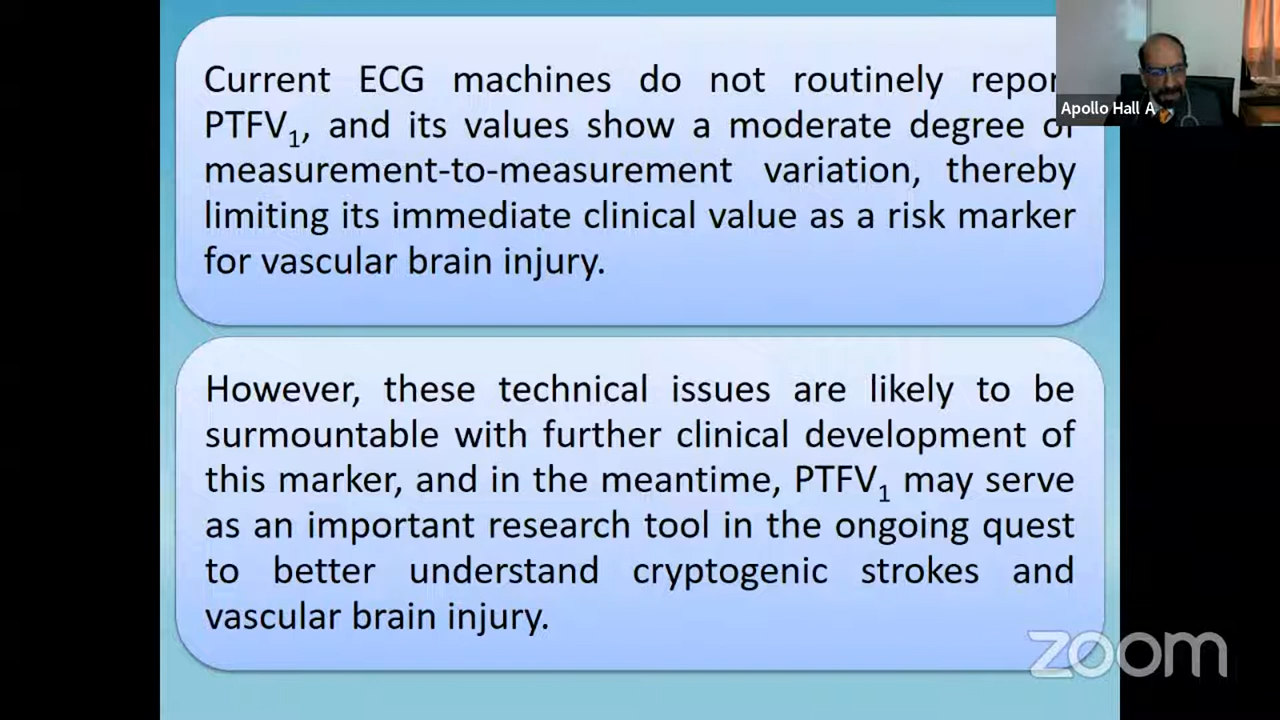 Current ECG machines do not routinely repor
PTFV1, and its values show a moderate degree of
measurement-to-measurement variation, thereby
limiting its immediate clinical value as a risk marker
for vascular brain injury.
However, these technical issues are likely to be
surmountable with further clinical development of
this marker, and in the meantime, PTFV1 may serve
as an important research tool in the ongoing quest
to better understand cryptogenic strokes and
vascular brain injury.
Apollo Hall A
zoom